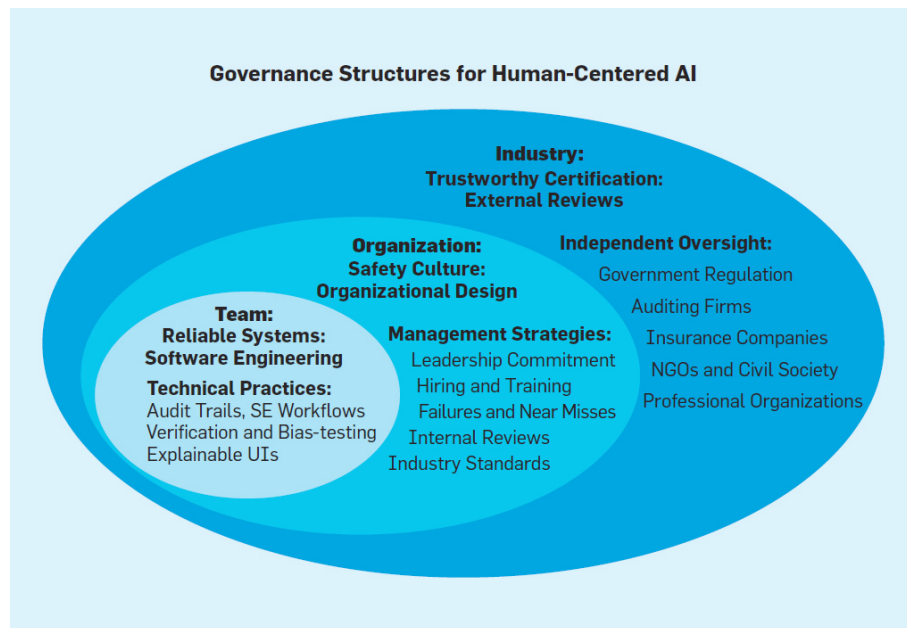 Governance Structures for Human-Centered AI
Industry:
Trustworthy Certification:
External Reviews
Independent Oversight:
Government Regulation
Auditing Firms
Insurance Companies
NGOs and Civil Society
Professional Organizations
Organization:
Safety Culture:
Organizational Design
Management Strategies:
Leadership Commitment
Hiring and Training
Failures and Near Misses
Internal Reviews
Industry Standards
Team:
Reliable Systems:
Software Engineering
Technical Practices:
Audit Trails, SE Workflows
Verification and Bias-testing
Explainable UIs